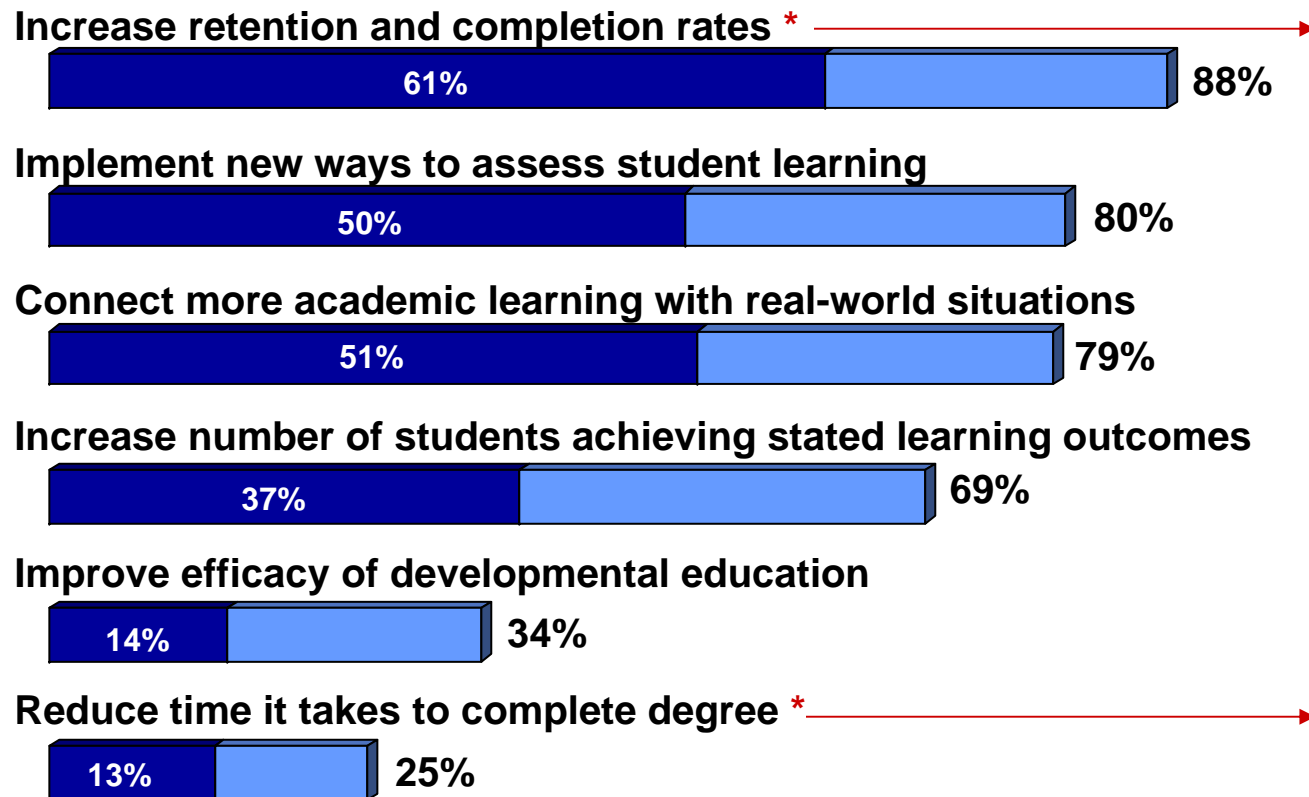 Increase retention and completion rates *
61% 88%
Implement new ways to assess student learning
50% 80%
Connect more academic learning with real-world situations
51% 79%
Increase number of students achieving stated learning outcomes
37% 69%
Improve efficacy of developmental education
14% 34%
Reduce time it takes to complete degree *
13% 25%